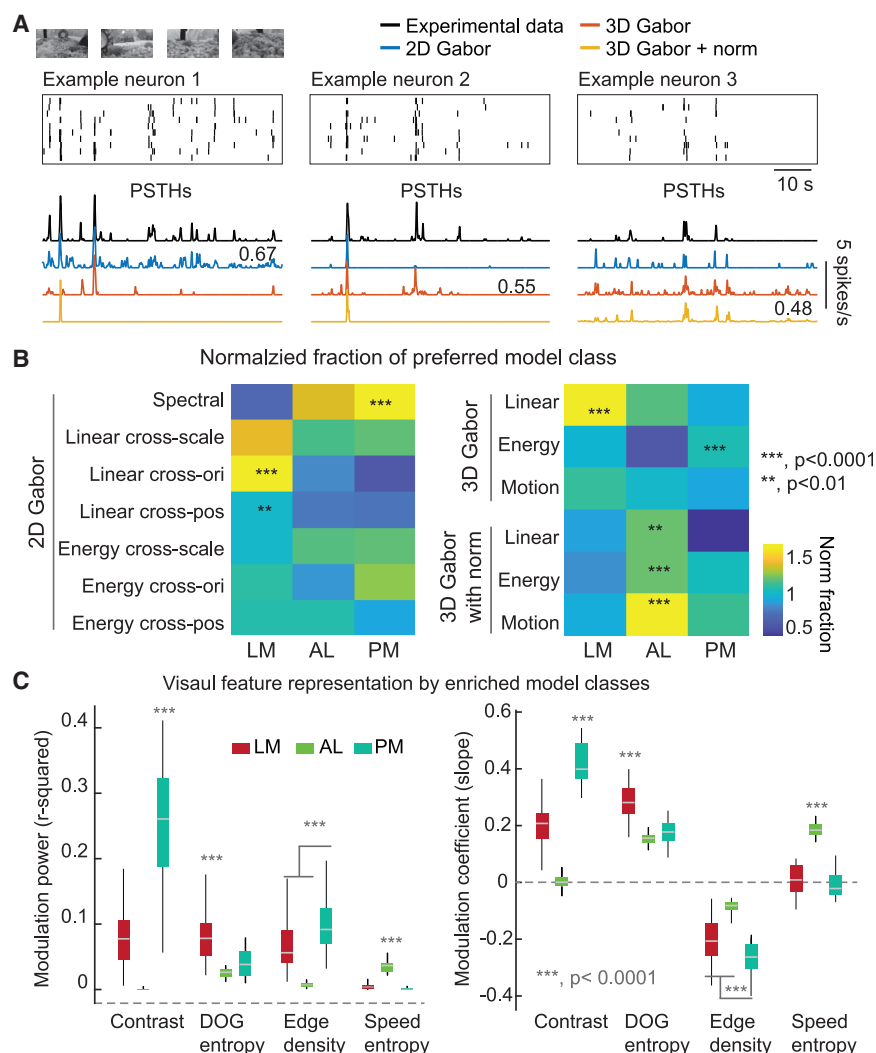 A
Experimental data
3D Gabor
2D Gabor
3D Gabor + norm
Example neuron 1
Example neuron 2
Example neuron 3
10 s
PSTHs
PSTHs
PSTHs
0.67
0.55
0.48
5 spikes/s
B
Normalzied fraction of preferred model class
2D Gabor
Spectral
Linear cross-scale
Linear cross-ori
Linear cross-pos
Energy cross-scale
Energy cross-ori
Energy cross-pos
***
***
**
LM
AL
PM
3D Gabor
Linear
Energy
Motion
3D Gabor
with norm
Linear
Energy
Motion
***
***
**
***
***
LM
AL
PM
***, p<0.0001
**, p<0.01
Norm fraction
1.5
1
0.5
C
Visaul feature representation by enriched model classes
Modulation power (r-squared)
0.4
0.3
0.2
0.1
0
***
***
***
***
LM
AL
PM
Contrast
DOG
entropy
Edge
density
Speed
entropy
Modulation coefficient (slope)
0.6
0.4
0.2
0
-0.2
-0.4
***
***
***
***
***, p< 0.0001
Contrast
DOG
entropy
Edge
density
Speed
entropy